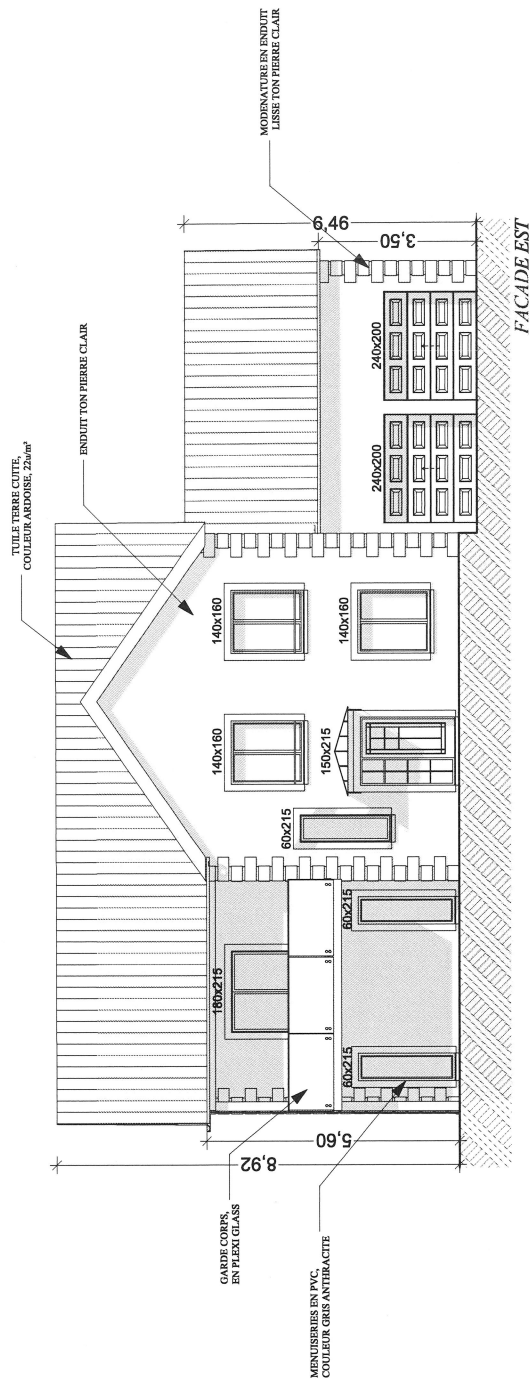 TUILE TERRE CUITE,
COULEUR ARDOISE, 22u/m²
ENDUIT TON PIERRE CLAIR
MODENATURE EN ENDUIT
LISSE TON PIERRE CLAIR
GARDE CORPS,
EN PLEXI GLASS
MENUISERIES EN PVC,
COULEUR GRIS ANTHRACITE
8,92
5,60
6,46
3,50
180x215
60x215
60x215
60x215
140x160
140x160
140x160
150x215
240x200
240x200
FACADE EST